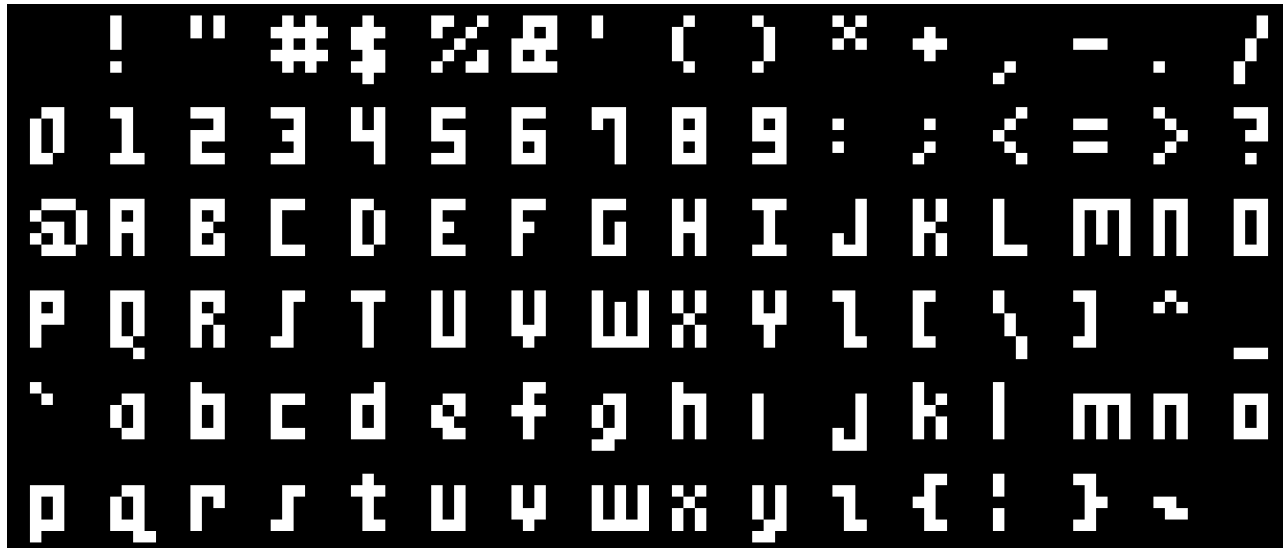 ! " # $ % & ' ( ) * + , - . /
0 1 2 3 4 5 6 7 8 9 : ; < = > ?
@ A B C D E F G H I J K L M N O
P Q R S T U V W X Y Z [ \ ] ^ _
` a b c d e f g h i j k l m n o
p q r s t u v w x y z { | } ~